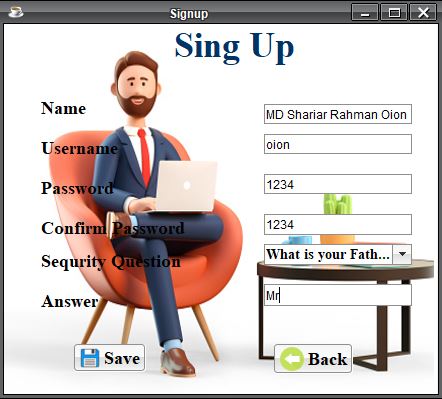 Signup
Sing Up
Name
MD Shariar Rahman Oion
Username
oion
Password
1234
Confirm Password
1234
Sequrity Question
What is your Fath...
Answer
Mr
Save
Back